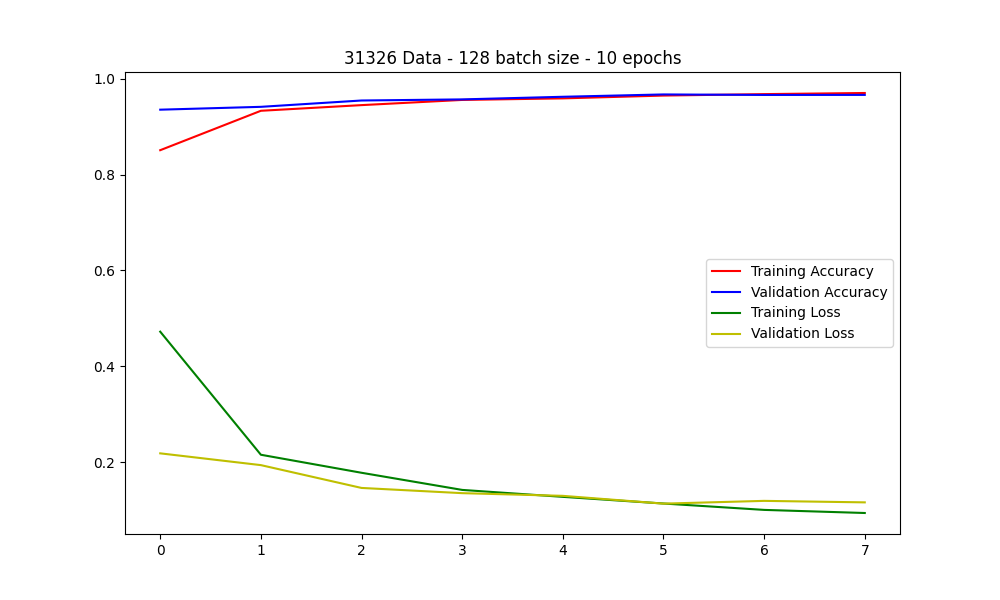 31326 Data - 128 batch size - 10 epochs
1.0
0.8
0.6
0.4
0.2
Training Accuracy
Validation Accuracy
Training Loss
Validation Loss
0 1 2 3 4 5 6 7